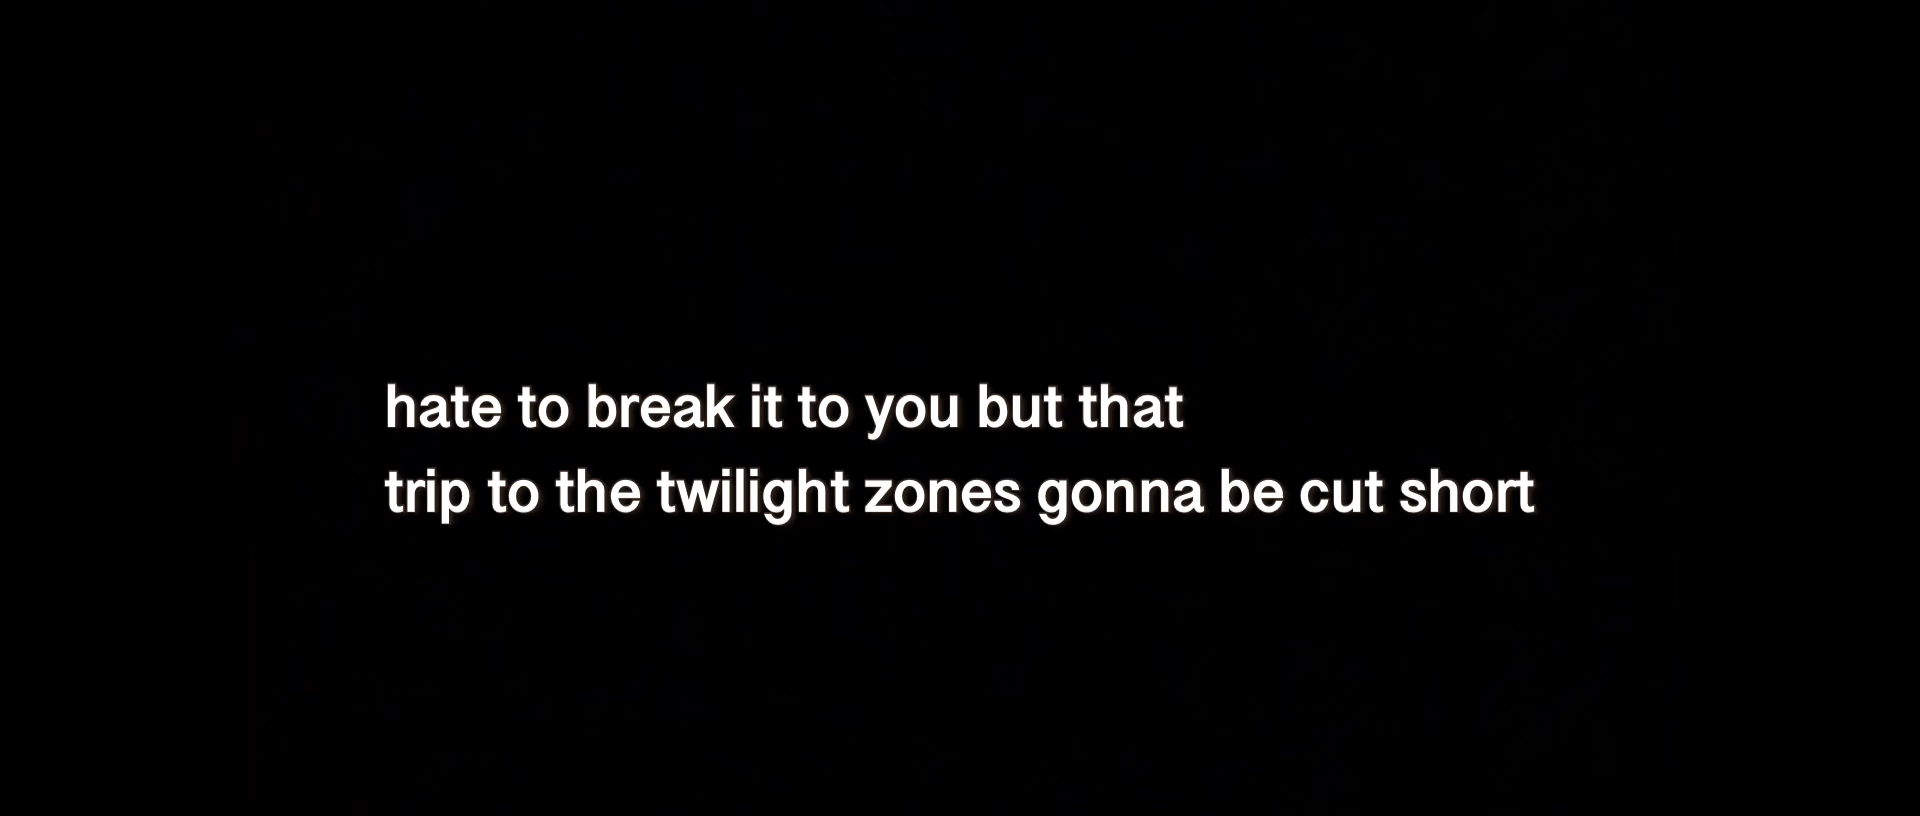 hate to break it to you but that
trip to the twilight zones gonna be cut short